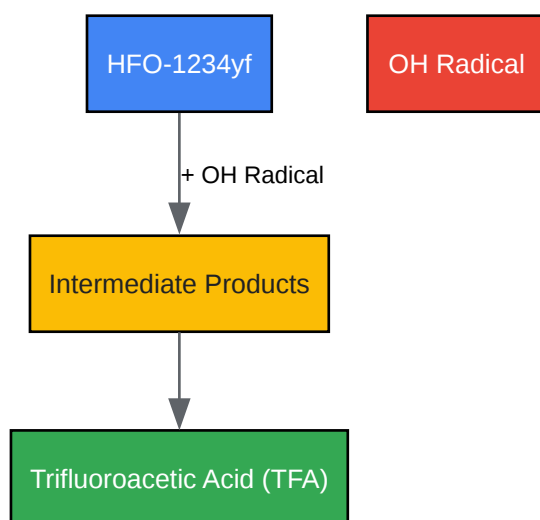 HFO-1234yf
OH Radical
+ OH Radical
Intermediate Products
Trifluoroacetic Acid (TFA)